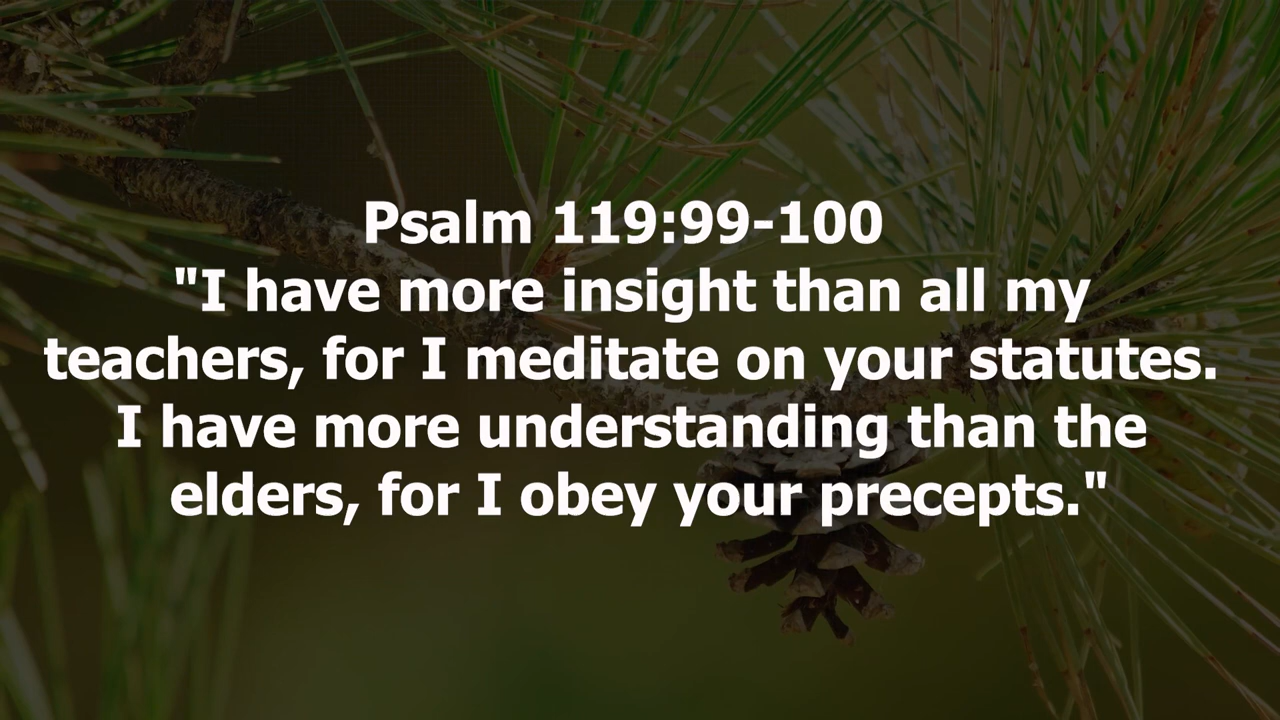 Psalm 119:99-100
"I have more insight than all my
teachers, for I meditate on your statutes.
I have more understanding than the
elders, for I obey your precepts."